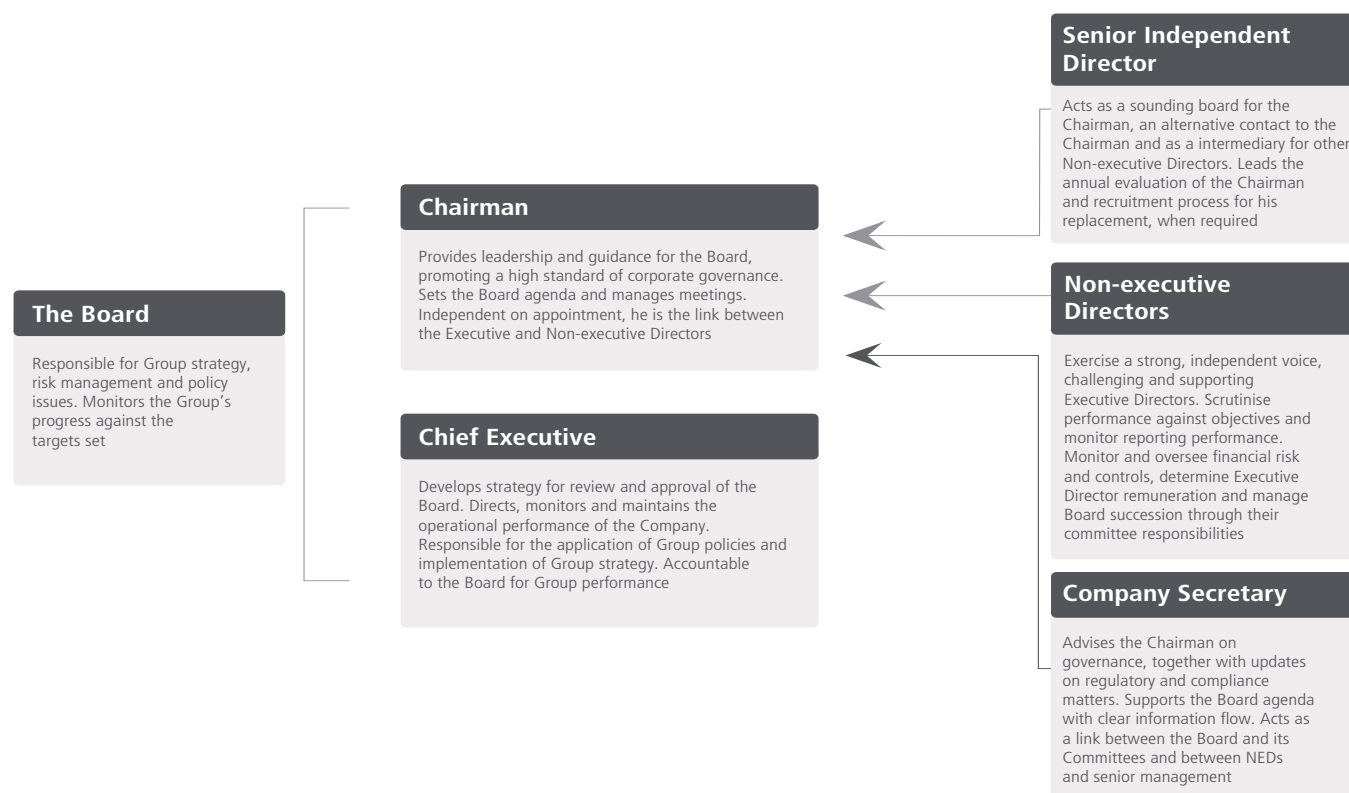 The Board
Responsible for Group strategy,
risk management and policy
issues. Monitors the Group's
progress against the
targets set
Chairman
Provides leadership and guidance for the Board,
promoting a high standard of corporate governance.
Sets the Board agenda and manages meetings.
Independent on appointment, he is the link between
the Executive and Non-executive Directors
Chief Executive
Develops strategy for review and approval of the
Board. Directs, monitors and maintains the
operational performance of the Company.
Responsible for the application of Group policies and
implementation of Group strategy. Accountable
to the Board for Group performance
Senior Independent
Director
Acts as a sounding board for the
Chairman, an alternative contact to the
Chairman and as a intermediary for other
Non-executive Directors. Leads the
annual evaluation of the Chairman
and recruitment process for his
replacement, when required
Non-executive
Directors
Exercise a strong, independent voice,
challenging and supporting
Executive Directors. Scrutinise
performance against objectives and
monitor reporting performance.
Monitor and oversee financial risk
and controls, determine Executive
Director remuneration and manage
Board succession through their
committee responsibilities
Company Secretary
Advises the Chairman on
governance, together with updates
on regulatory and compliance
matters. Supports the Board agenda
with clear information flow. Acts as
a link between the Board and its
Committees and between NEDs
and senior management